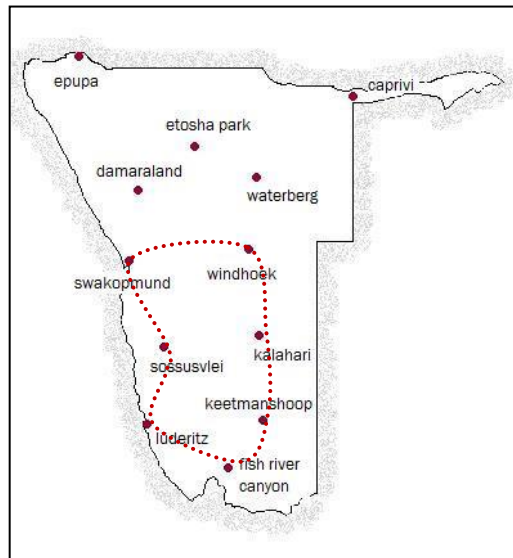 epupa
caprivi
etosha park
damaraland
waterberg
windhoek
swakopmund
kalahari
sossusvlei
keetmanshoop
luderitz
fish river
canyon